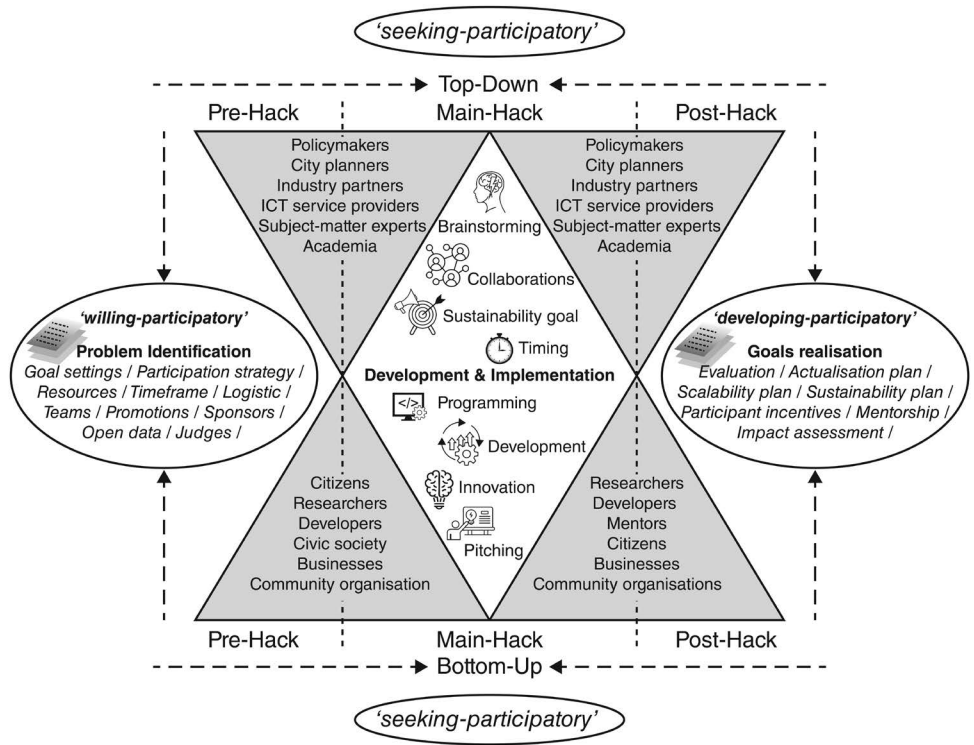 'seeking-participatory'
Top-Down
Pre-Hack
Main-Hack
Post-Hack
Policymakers
City planners
Industry partners
ICT service providers
Subject-matter experts
Academia
Policymakers
City planners
Industry partners
ICT service providers
Subject-matter experts
Academia
Brainstorming
Collaborations
Sustainability goal
Timing
'willing-participatory'
Problem Identification
Goal settings / Participation strategy /
Resources / Timeframe / Logistic /
Teams / Promotions / Sponsors /
Open data / Judges /
Development & Implementation
'developing-participatory'
Goals realisation
Evaluation / Actualisation plan /
Scalability plan / Sustainability plan /
Participant incentives / Mentorship /
Impact assessment /
</>
Programming
Development
Innovation
Pitching
Citizens
Researchers
Developers
Civic society
Businesses
Community organisation
Researchers
Developers
Mentors
Citizens
Businesses
Community organisations
Pre-Hack
Main-Hack
Post-Hack
Bottom-Up
'seeking-participatory'